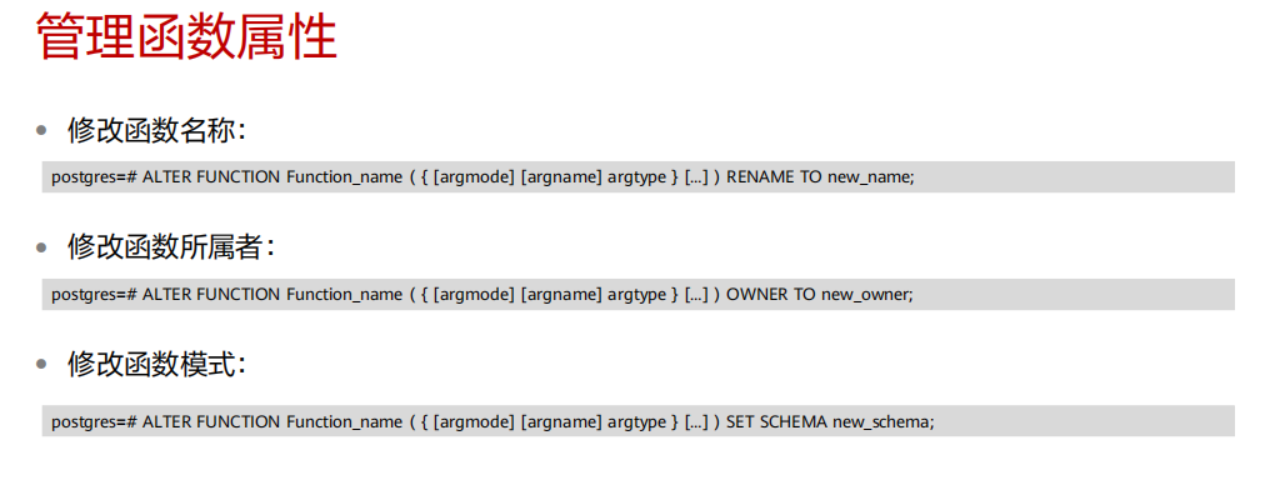 管理函数属性
• 修改函数名称：
postgres=# ALTER FUNCTION Function_name ( { [argmode] [argname] argtype } [...] ) RENAME TO new_name;
• 修改函数所属者：
postgres=# ALTER FUNCTION Function_name ( { [argmode] [argname] argtype } [...] ) OWNER TO new_owner;
• 修改函数模式：
postgres=# ALTER FUNCTION Function_name ( { [argmode] [argname] argtype } [...] ) SET SCHEMA new_schema;